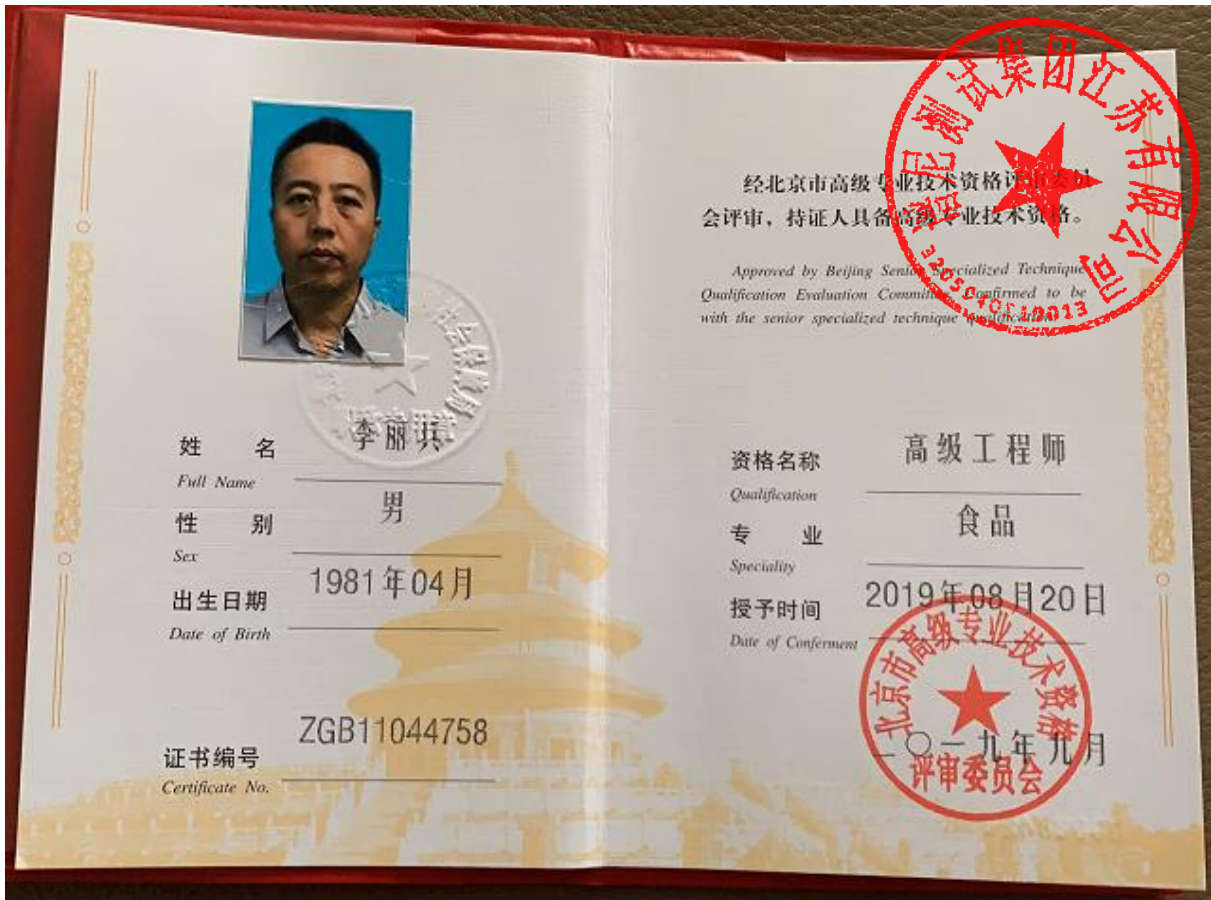 姓 名
李丽兵
Full Name
性 别
男
Sex
出生日期
1981年04月
Date of Birth
证书编号
ZGB11044758
Certificate No.
经北京市高级专业技术资格评审委员
会评审，持证人具备高级专业技术资格。
Approved by Beijing Senior Specialized Technique
Qualification Evaluation Committee Confirmed to be
with the senior specialized technique qualification
资格名称
高级工程师
Qualification
专 业
食品
Speciality
授予时间
2019年08月20日
Date of Conferment
二〇一九年九月
北京市高级专业技术资格
评审委员会
测试集团江苏有限公司